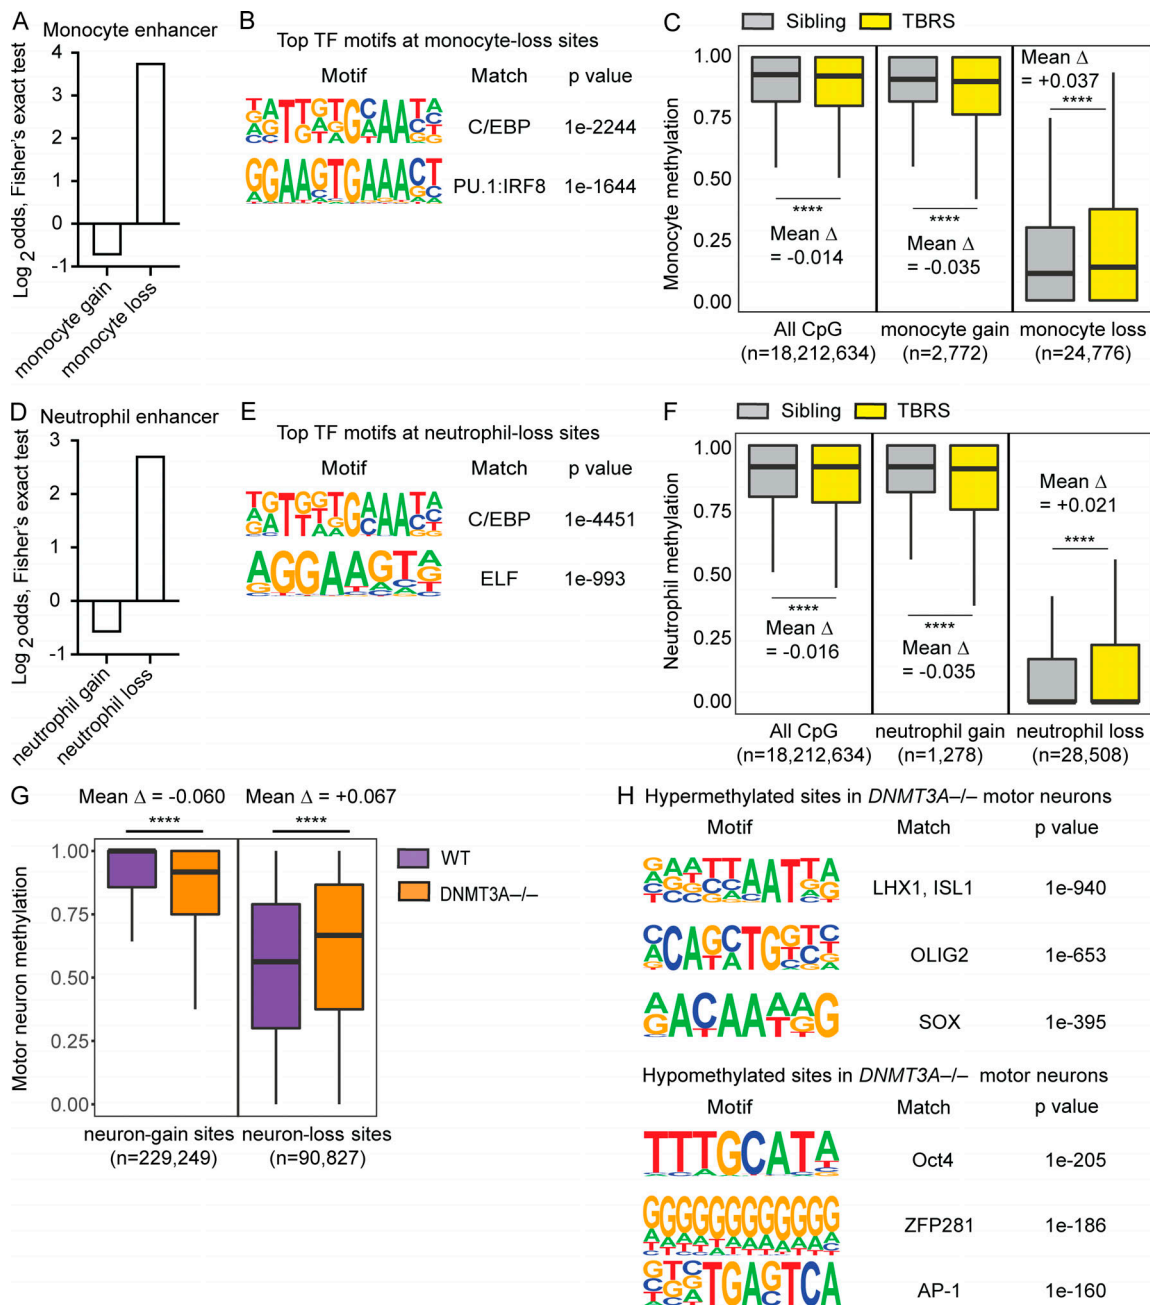 A
Monocyte enhancer
Log 2 odds, Fisher's exact test
4
3
2
1
0
-1
monocyte gain
monocyte loss
B
Top TF motifs at monocyte-loss sites
Motif Match p value
C/EBP 1e-2244
PU.1:IRF8 1e-1644
C
Sibling TBRS
Monocyte methylation
1.00
0.75
0.50
0.25
0.00
Mean Δ
= +0.037
****
****
Mean Δ
= -0.014
****
Mean Δ
= -0.035
All CpG
(n=18,212,634)
monocyte gain
(n=2,772)
monocyte loss
(n=24,776)
D
Neutrophil enhancer
Log 2 odds, Fisher's exact test
3
2
1
0
-1
neutrophil gain
neutrophil loss
E
Top TF motifs at neutrophil-loss sites
Motif Match p value
C/EBP 1e-4451
ELF 1e-993
F
Sibling TBRS
Neutrophil methylation
1.00
0.75
0.50
0.25
0.00
Mean Δ
= +0.021
****
****
Mean Δ
= -0.016
****
Mean Δ
= -0.035
All CpG
(n=18,212,634)
neutrophil gain
(n=1,278)
neutrophil loss
(n=28,508)
G
Mean Δ = -0.060 Mean Δ = +0.067
**** ****
Motor neuron methylation
1.00
0.75
0.50
0.25
0.00
WT
DNMT3A–/–
neuron-gain sites
(n=229,249)
neuron-loss sites
(n=90,827)
H
Hypermethylated sites in DNMT3A–/– motor neurons
Motif Match p value
LHX1, ISL1 1e-940
OLIG2 1e-653
SOX 1e-395
Hypomethylated sites in DNMT3A–/– motor neurons
Motif Match p value
TTTGCATA
Oct4 1e-205
GGGGGGGGGGGG
ZFP281 1e-186
AP-1 1e-160